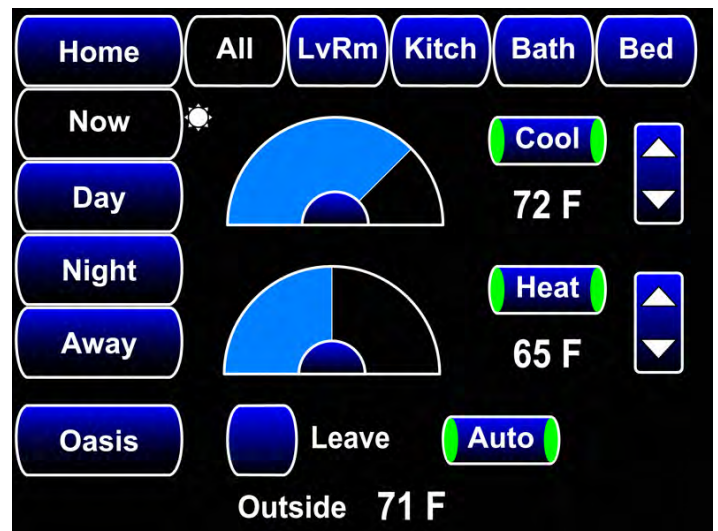 Home All LvRm Kitch Bath Bed
Now
Cool
Day
72 F
Night
Heat
Away
65 F
Oasis
Leave
Auto
Outside 71 F